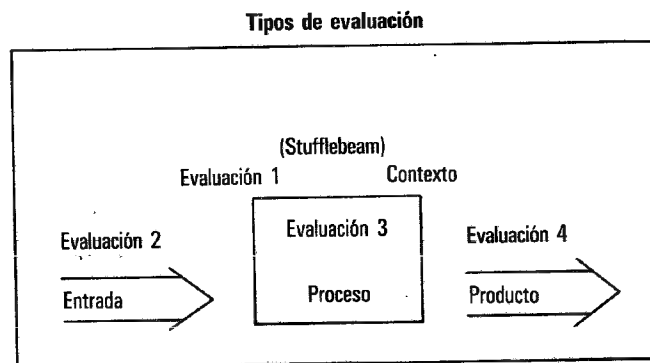 Tipos de evaluación
(Stufflebeam)
Evaluación 1 Contexto
Evaluación 2 Evaluación 3 Evaluación 4
Entrada Proceso Producto